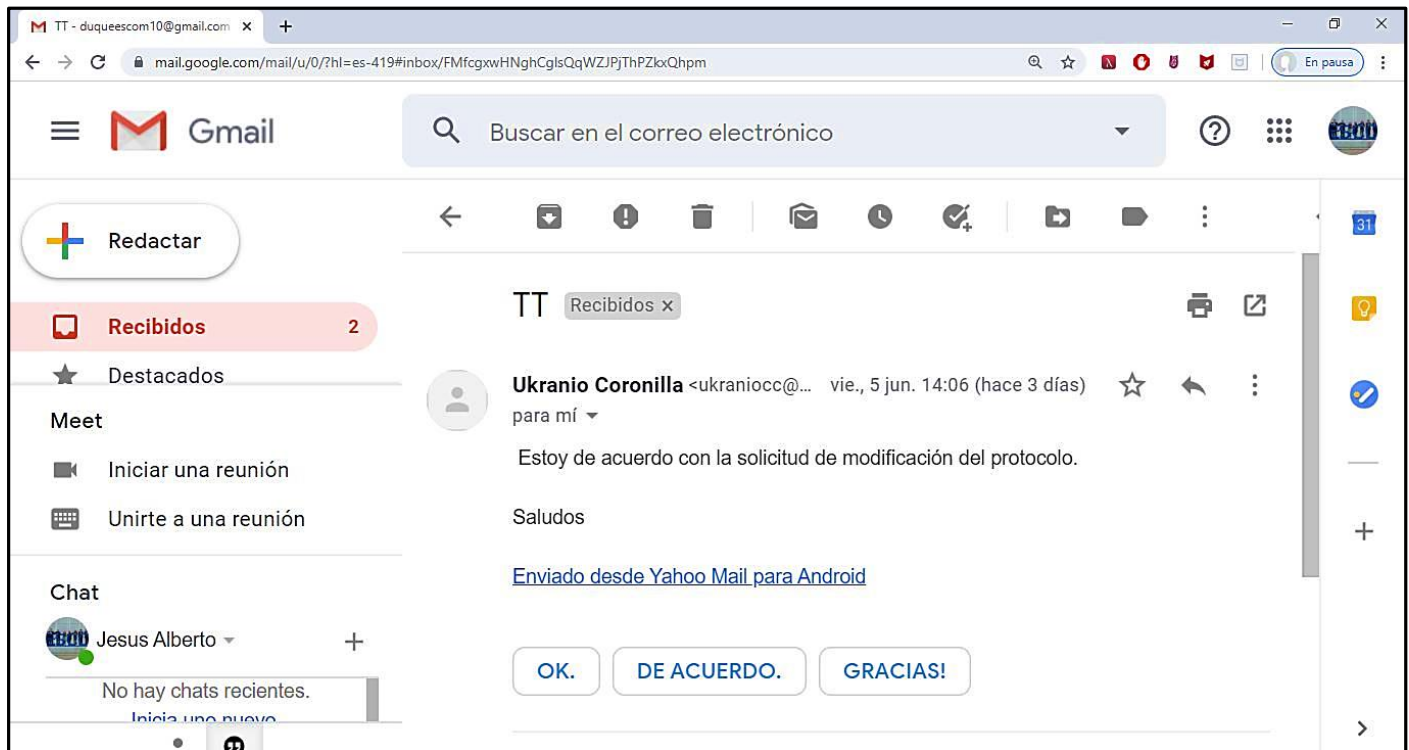 TT - duqueescom10@gmail.com
mail.google.com/mail/u/0/?hl=es-419#inbox/FMfcgxwHNghCglsQqWZJPjThPZkxQhpm
En pausa
Gmail
Buscar en el correo electrónico
Redactar
31
TT Recibidos x
Recibidos 2
Destacados
Ukranio Coronilla <ukraniocc@... vie., 5 jun. 14:06 (hace 3 días)
para mí
Meet
Iniciar una reunión
Unirte a una reunión
Estoy de acuerdo con la solicitud de modificación del protocolo.
Saludos
Enviado desde Yahoo Mail para Android
Chat
Jesus Alberto
No hay chats recientes.
Inicia uno nuevo
OK.
DE ACUERDO.
GRACIAS!